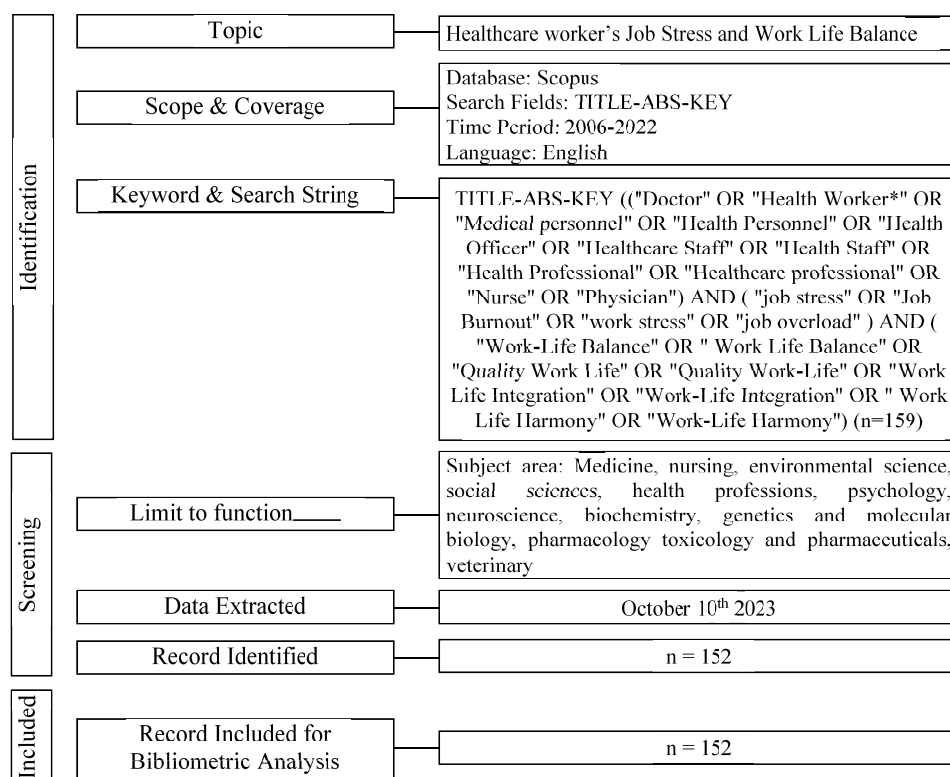 Identification
Topic
Healthcare worker's Job Stress and Work Life Balance
Scope & Coverage
Database: Scopus
Search Fields: TITLE-ABS-KEY
Time Period: 2006-2022
Language: English
Keyword & Search String
TITLE-ABS-KEY (("Doctor" OR "Health Worker*" OR
"Medical personnel" OR "Health Personnel" OR "Health
Officer" OR "Healthcare Staff" OR "Health Staff" OR
"Health Professional" OR "Healthcare professional" OR
"Nurse" OR "Physician") AND ( "job stress" OR "Job
Burnout" OR "work stress" OR "job overload" ) AND (
"Work-Life Balance" OR " Work Life Balance" OR
"Quality Work Life" OR "Quality Work-Life" OR "Work
Life Integration" OR "Work-Life Integration" OR " Work
Life Harmony" OR "Work-Life Harmony") (n=159)
Screening
Limit to function
Subject area: Medicine, nursing, environmental science,
social sciences, health professions, psychology,
neuroscience, biochemistry, genetics and molecular
biology, pharmacology toxicology and pharmaceuticals,
veterinary
Data Extracted
October 10th 2023
Record Identified
n = 152
Included
Record Included for
Bibliometric Analysis
n = 152